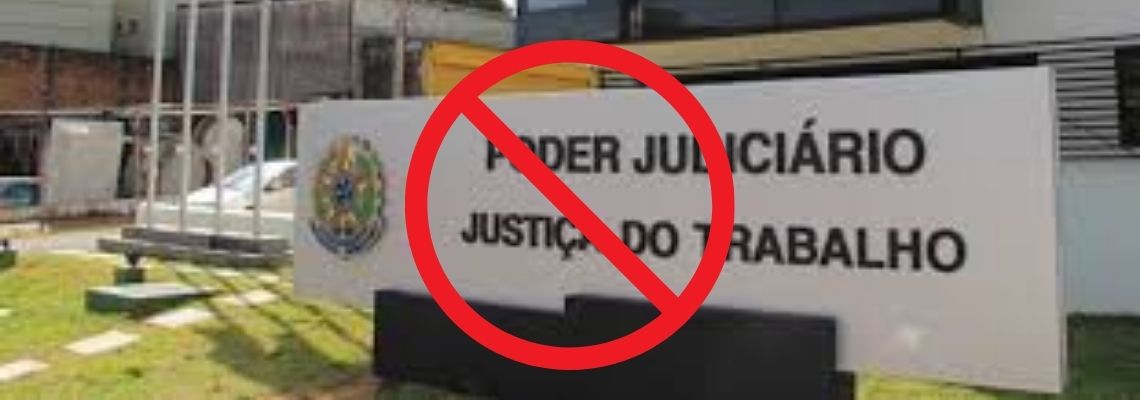 PODER JUDICIÁRIO
JUSTIÇA DO TRABALHO